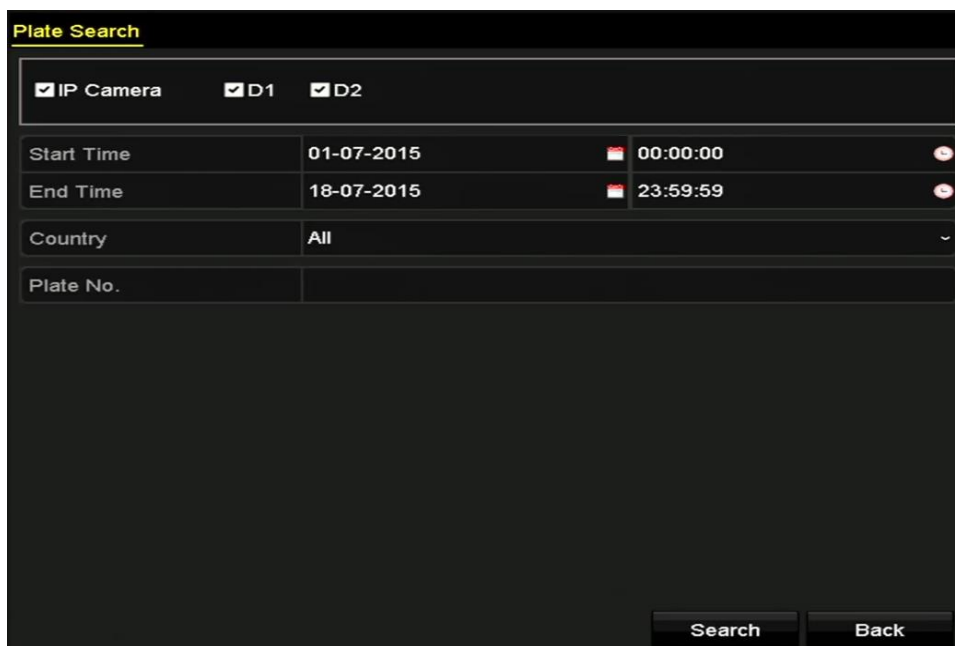 Plate Search
IP Camera D1 D2
Start Time 01-07-2015 00:00:00
End Time 18-07-2015 23:59:59
Country All
Plate No.
Search Back